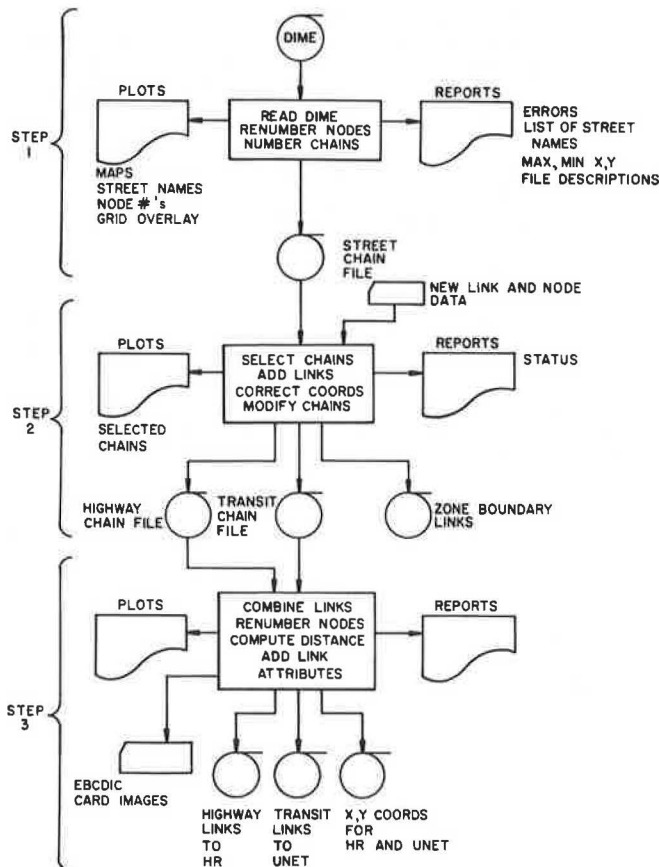 DIME
PLOTS
REPORTS
STEP
1
READ DIME
RENUMBER NODES
NUMBER CHAINS
ERRORS
LIST OF STREET
NAMES
MAX, MIN X,Y
FILE DESCRIPTIONS
MAPS
STREET NAMES
NODE #'s
GRID OVERLAY
STREET
CHAIN
FILE
NEW LINK AND NODE
DATA
STEP
2
PLOTS
REPORTS
SELECT CHAINS
ADD LINKS
CORRECT COORDS
MODIFY CHAINS
STATUS
SELECTED
CHAINS
HIGHWAY
CHAIN FILE
TRANSIT
CHAIN
FILE
ZONE BOUNDARY
LINKS
STEP
3
PLOTS
REPORTS
COMBINE LINKS
RENUMBER NODES
COMPUTE DISTANCE
ADD LINK
ATTRIBUTES
EBCDIC
CARD IMAGES
HIGHWAY
LINKS
TO
HR
TRANSIT
LINKS
TO
UNET
X,Y COORDS
FOR
HR AND UNET